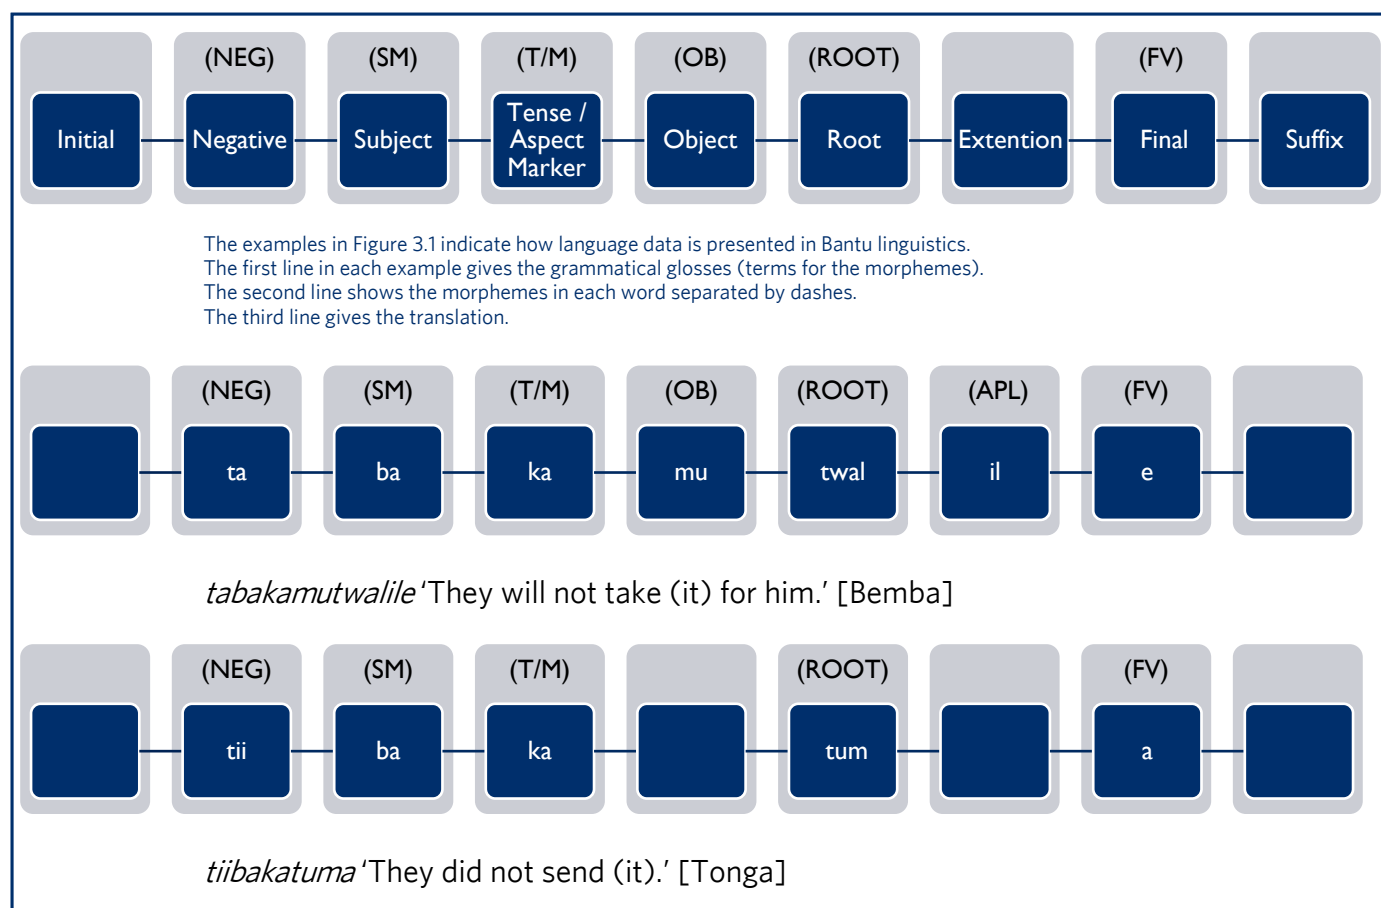 (NEG) (SM) (T/M) (OB) (ROOT) (FV)
Initial Negative Subject Tense / Aspect Marker Object Root Extention Final Suffix
The examples in Figure 3.1 indicate how language data is presented in Bantu linguistics.
The first line in each example gives the grammatical glosses (terms for the morphemes).
The second line shows the morphemes in each word separated by dashes.
The third line gives the translation.
(NEG) (SM) (T/M) (OB) (ROOT) (APL) (FV)
ta ba ka mu twal il e
tabakamutwalile ‘They will not take (it) for him.’ [Bemba]
(NEG) (SM) (T/M) (ROOT) (FV)
tii ba ka tum a
tiibakatuma ‘They did not send (it).’ [Tonga]